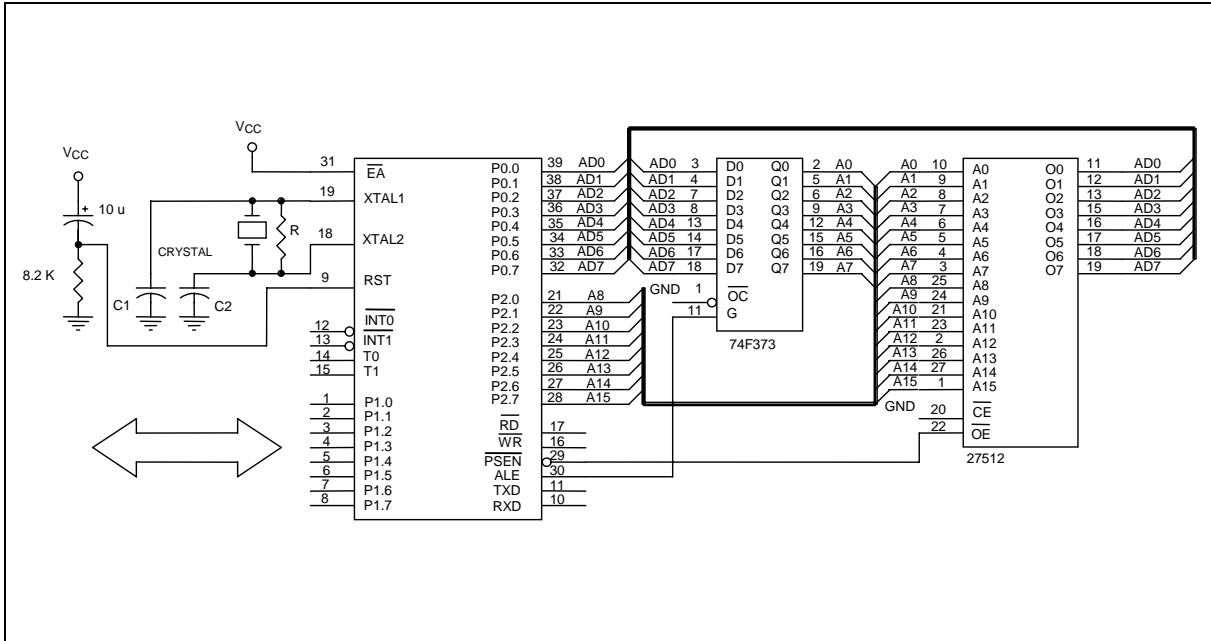 VCC
10 u
8.2 K
VCC
CRYSTAL
R
C1
C2
31 EA
19 XTAL1
18 XTAL2
9 RST
12 INT0
13 INT1
14 T0
15 T1
1 P1.0
2 P1.1
3 P1.2
4 P1.3
5 P1.4
6 P1.5
7 P1.6
8 P1.7
P0.0 39 AD0
P0.1 38 AD1
P0.2 37 AD2
P0.3 36 AD3
P0.4 35 AD4
P0.5 34 AD5
P0.6 33 AD6
P0.7 32 AD7
P2.0 21 A8
P2.1 22 A9
P2.2 23 A10
P2.3 24 A11
P2.4 25 A12
P2.5 26 A13
P2.6 27 A14
P2.7 28 A15
RD 17
WR 16
PSEN 29
ALE 30
TXD 11
RXD 10
AD0 3 D0 Q0 2 A0
AD1 4 D1 Q1 5 A1
AD2 7 D2 Q2 6 A2
AD3 8 D3 Q3 9 A3
AD4 13 D4 Q4 12 A4
AD5 14 D5 Q5 15 A5
AD6 17 D6 Q6 16 A6
AD7 18 D7 Q7 19 A7
GND 1 OC
11 G
74F373
A0 10 A0 O0 11 AD0
A1 9 A1 O1 12 AD1
A2 8 A2 O2 13 AD2
A3 7 A3 O3 15 AD3
A4 6 A4 O4 16 AD4
A5 5 A5 O5 17 AD5
A6 4 A6 O6 18 AD6
A7 3 A7 O7 19 AD7
A8 25 A8
A9 24 A9
A10 21 A10
A11 23 A11
A12 2 A12
A13 26 A13
A14 27 A14
A15 1 A15
GND 20 CE
22 OE
27512